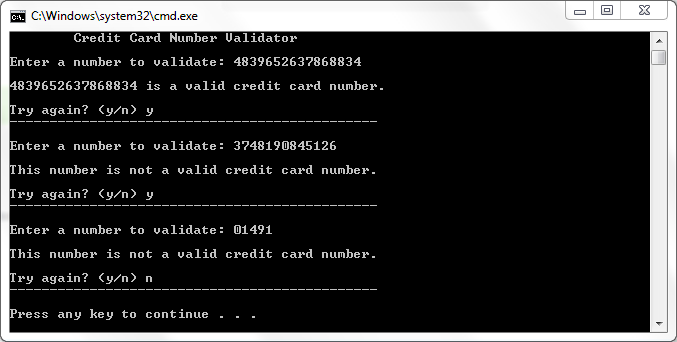 C:\Windows\system32\cmd.exe
Credit Card Number Validator
Enter a number to validate: 4839652637868834
4839652637868834 is a valid credit card number.
Try again? (y/n) y
----------------------------------------------
Enter a number to validate: 3748190845126
This number is not a valid credit card number.
Try again? (y/n) y
----------------------------------------------
Enter a number to validate: 01491
This number is not a valid credit card number.
Try again? (y/n) n
----------------------------------------------
Press any key to continue . . .